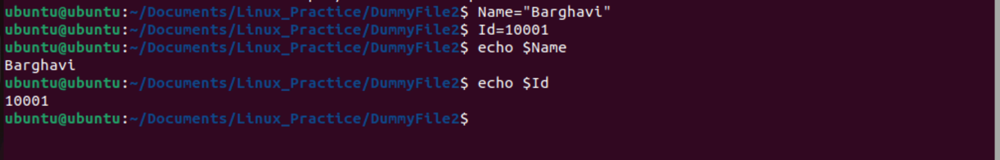 ubuntu@ubuntu:~/Documents/Linux_Practice/DummyFile2$ Name="Barghavi"
ubuntu@ubuntu:~/Documents/Linux_Practice/DummyFile2$ Id=10001
ubuntu@ubuntu:~/Documents/Linux_Practice/DummyFile2$ echo $Name
Barghavi
ubuntu@ubuntu:~/Documents/Linux_Practice/DummyFile2$ echo $Id
10001
ubuntu@ubuntu:~/Documents/Linux_Practice/DummyFile2$